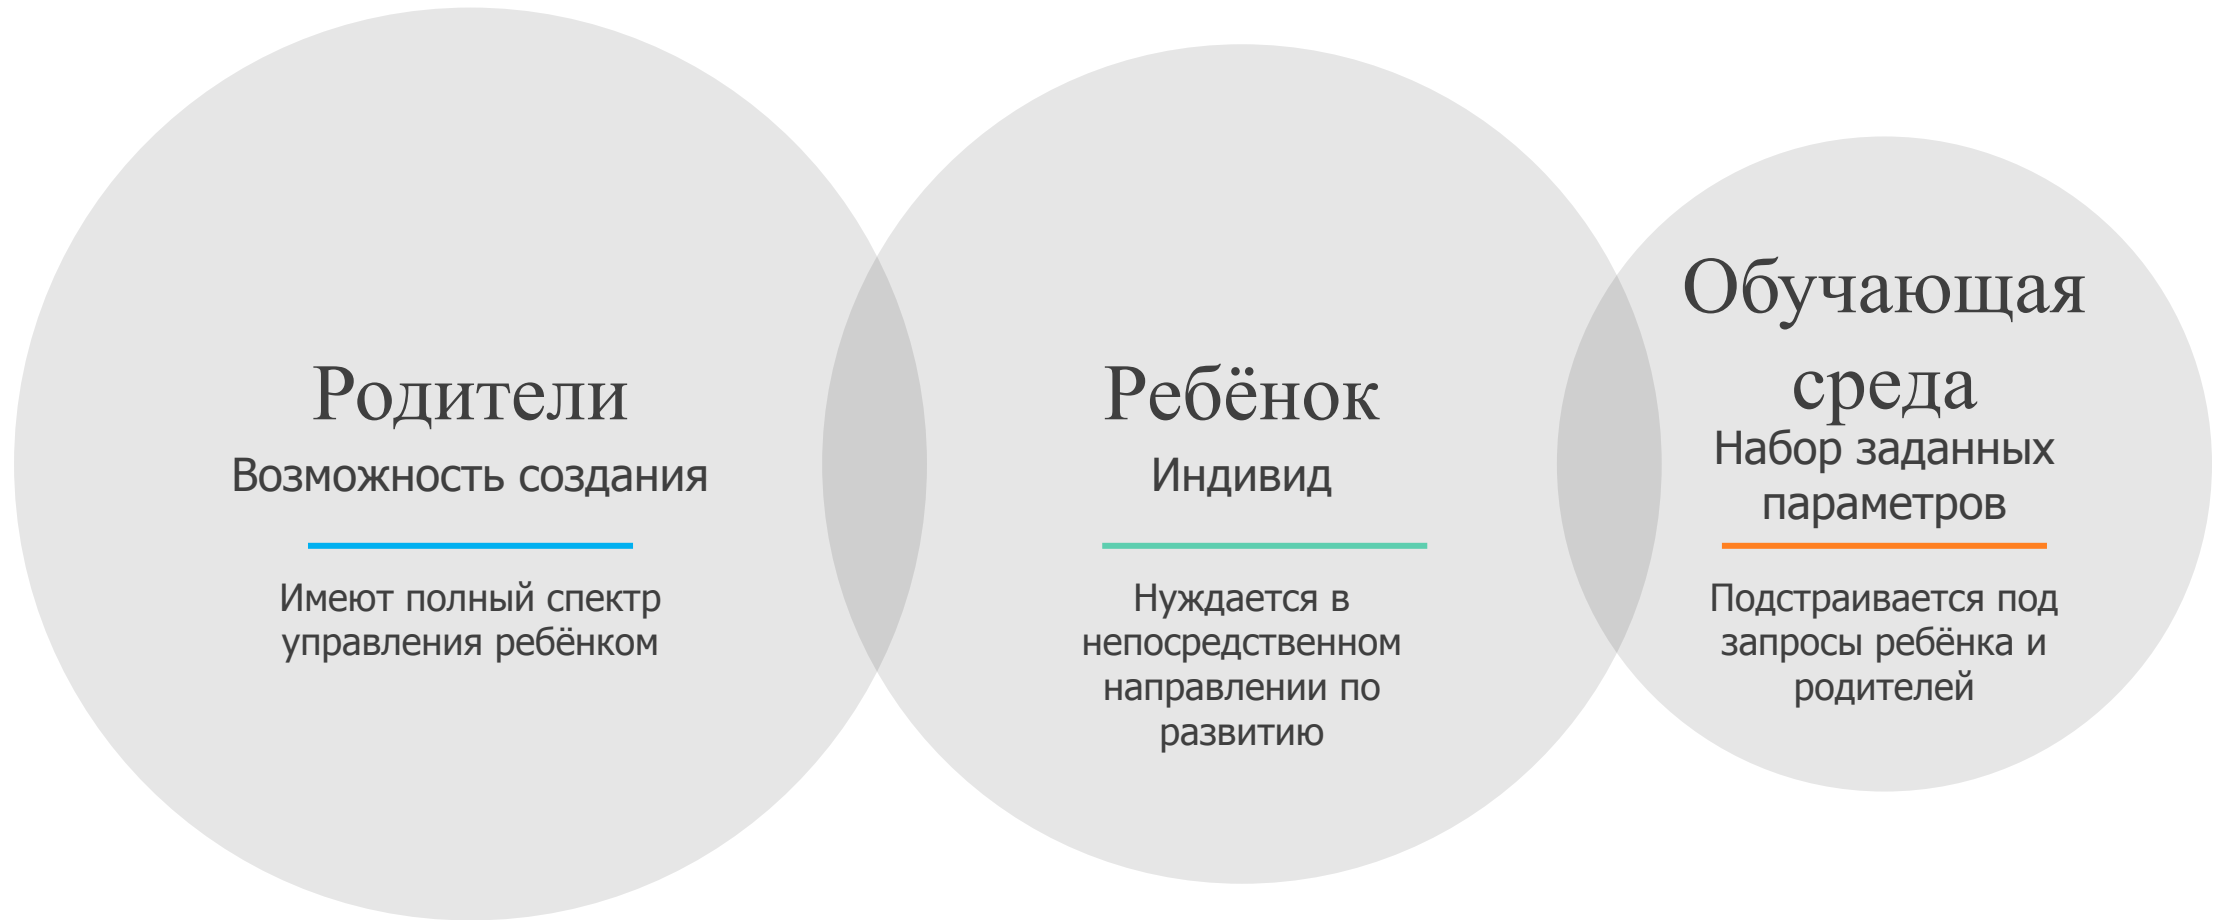 Родители
Возможность создания
Имеют полный спектр
управления ребёнком
Ребёнок
Индивид
Нуждается в
непосредственном
направлении по
развитию
Обучающая
среда
Набор заданных
параметров
Подстраивается под
запросы ребёнка и
родителей